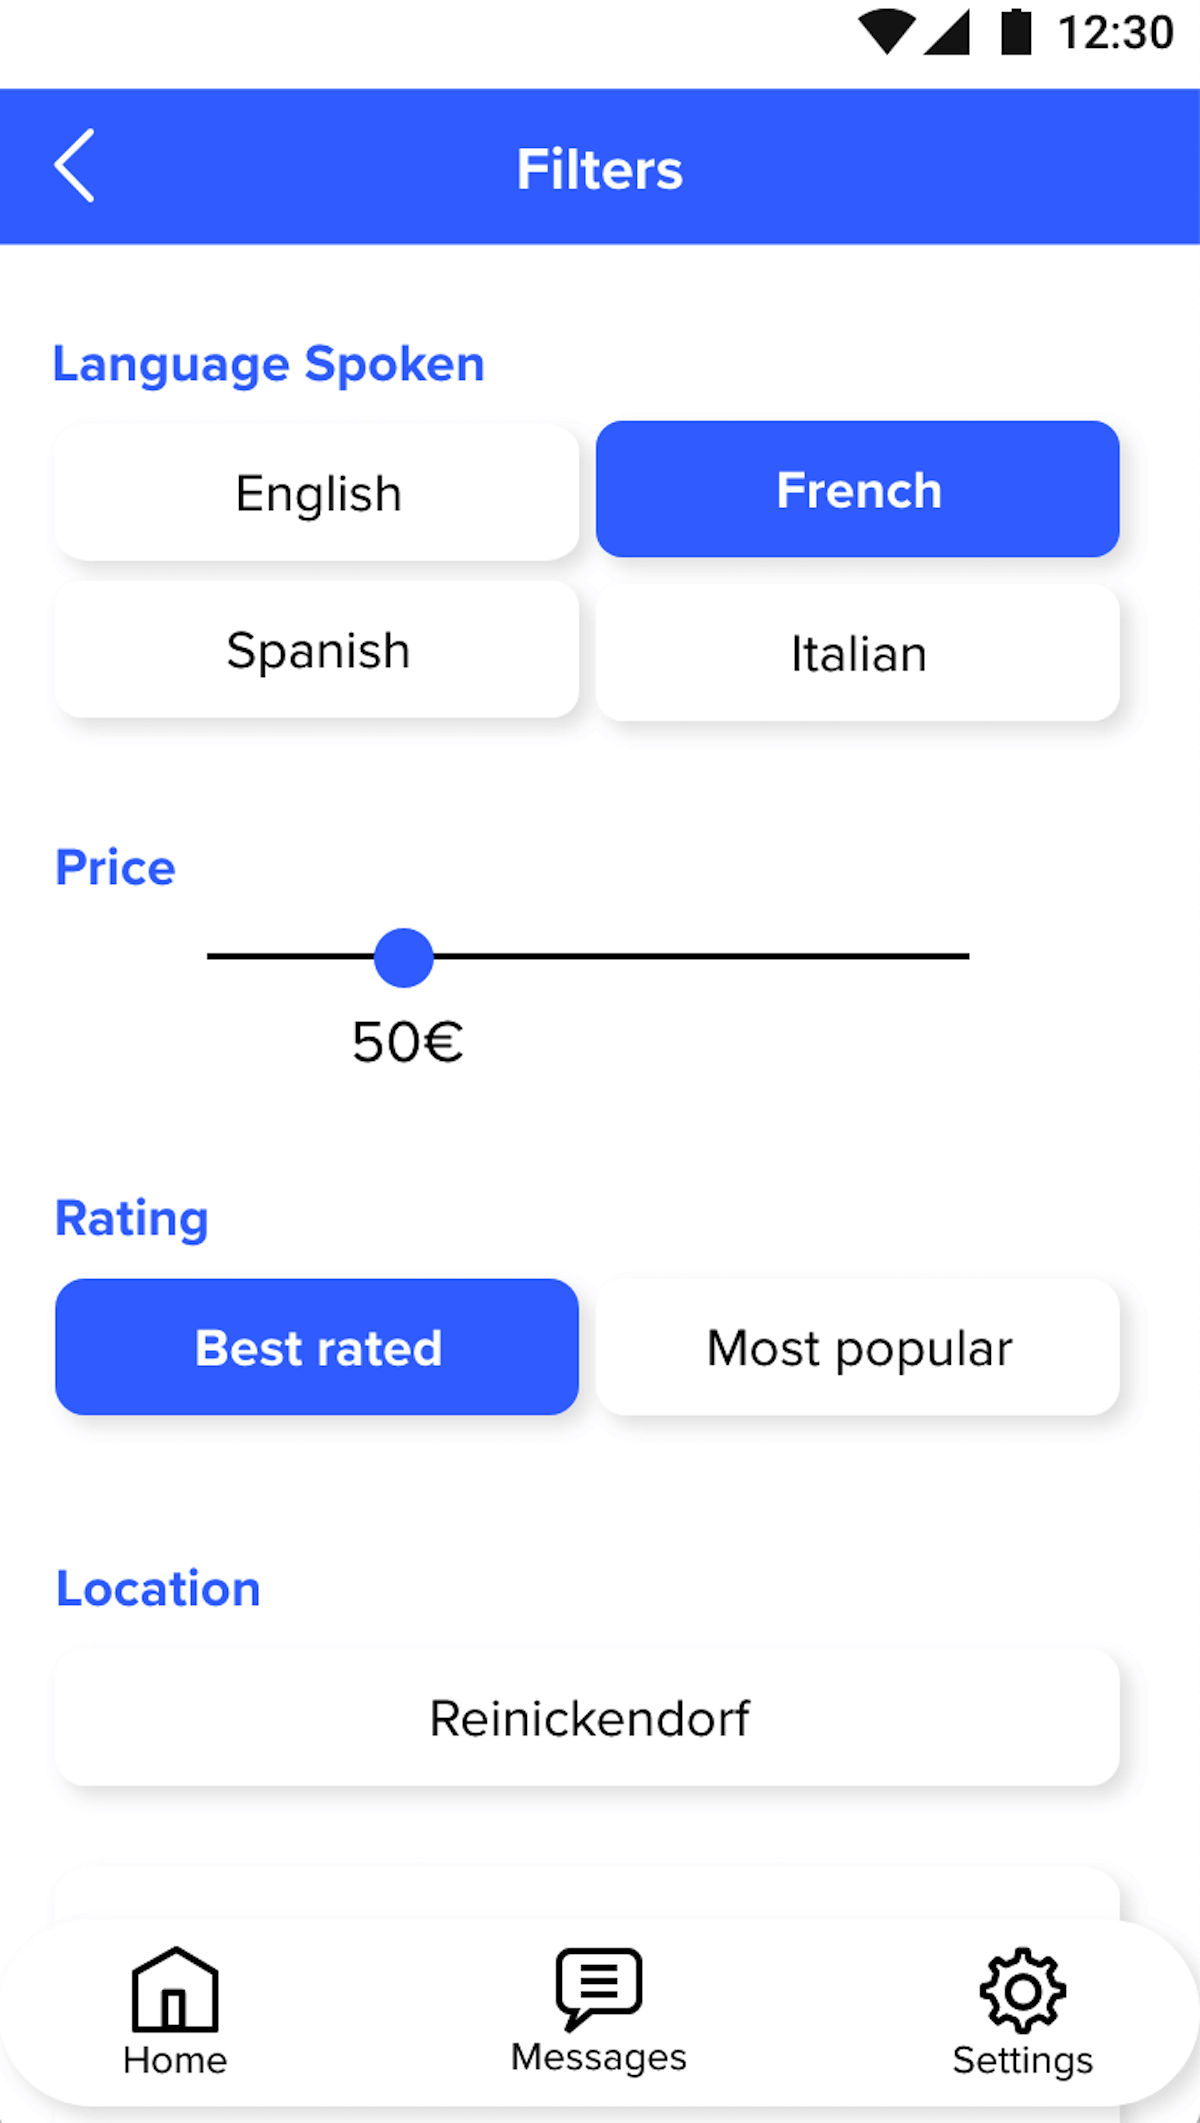 12:30
Filters
Language Spoken
English
French
Spanish
Italian
Price
50€
Rating
Best rated
Most popular
Location
Reinickendorf
Home
Messages
Settings